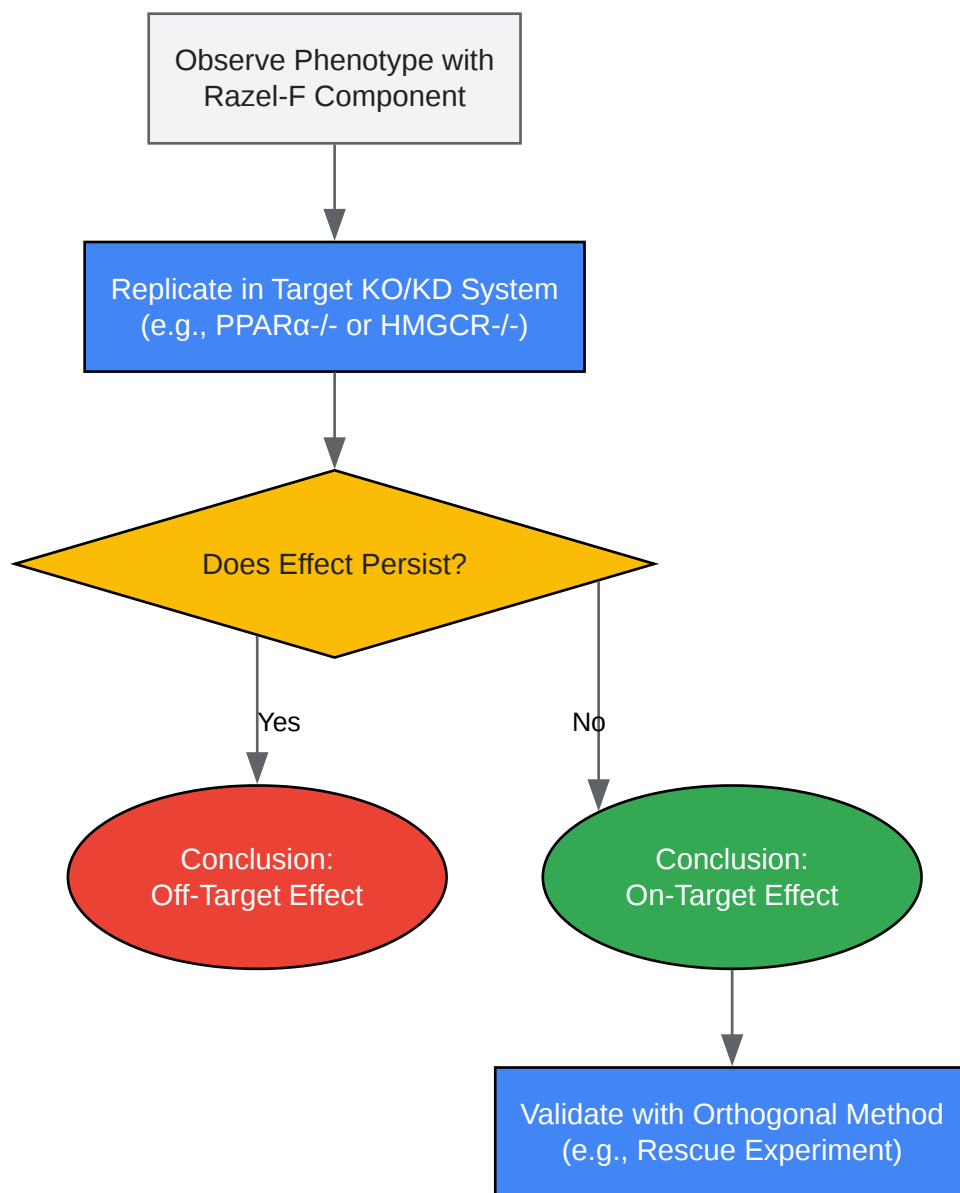 Observe Phenotype with
Razel-F Component
Replicate in Target KO/KD System
(e.g., PPARα-/- or HMGCR-/-)
Does Effect Persist?
Yes
No
Conclusion:
Off-Target Effect
Conclusion:
On-Target Effect
Validate with Orthogonal Method
(e.g., Rescue Experiment)